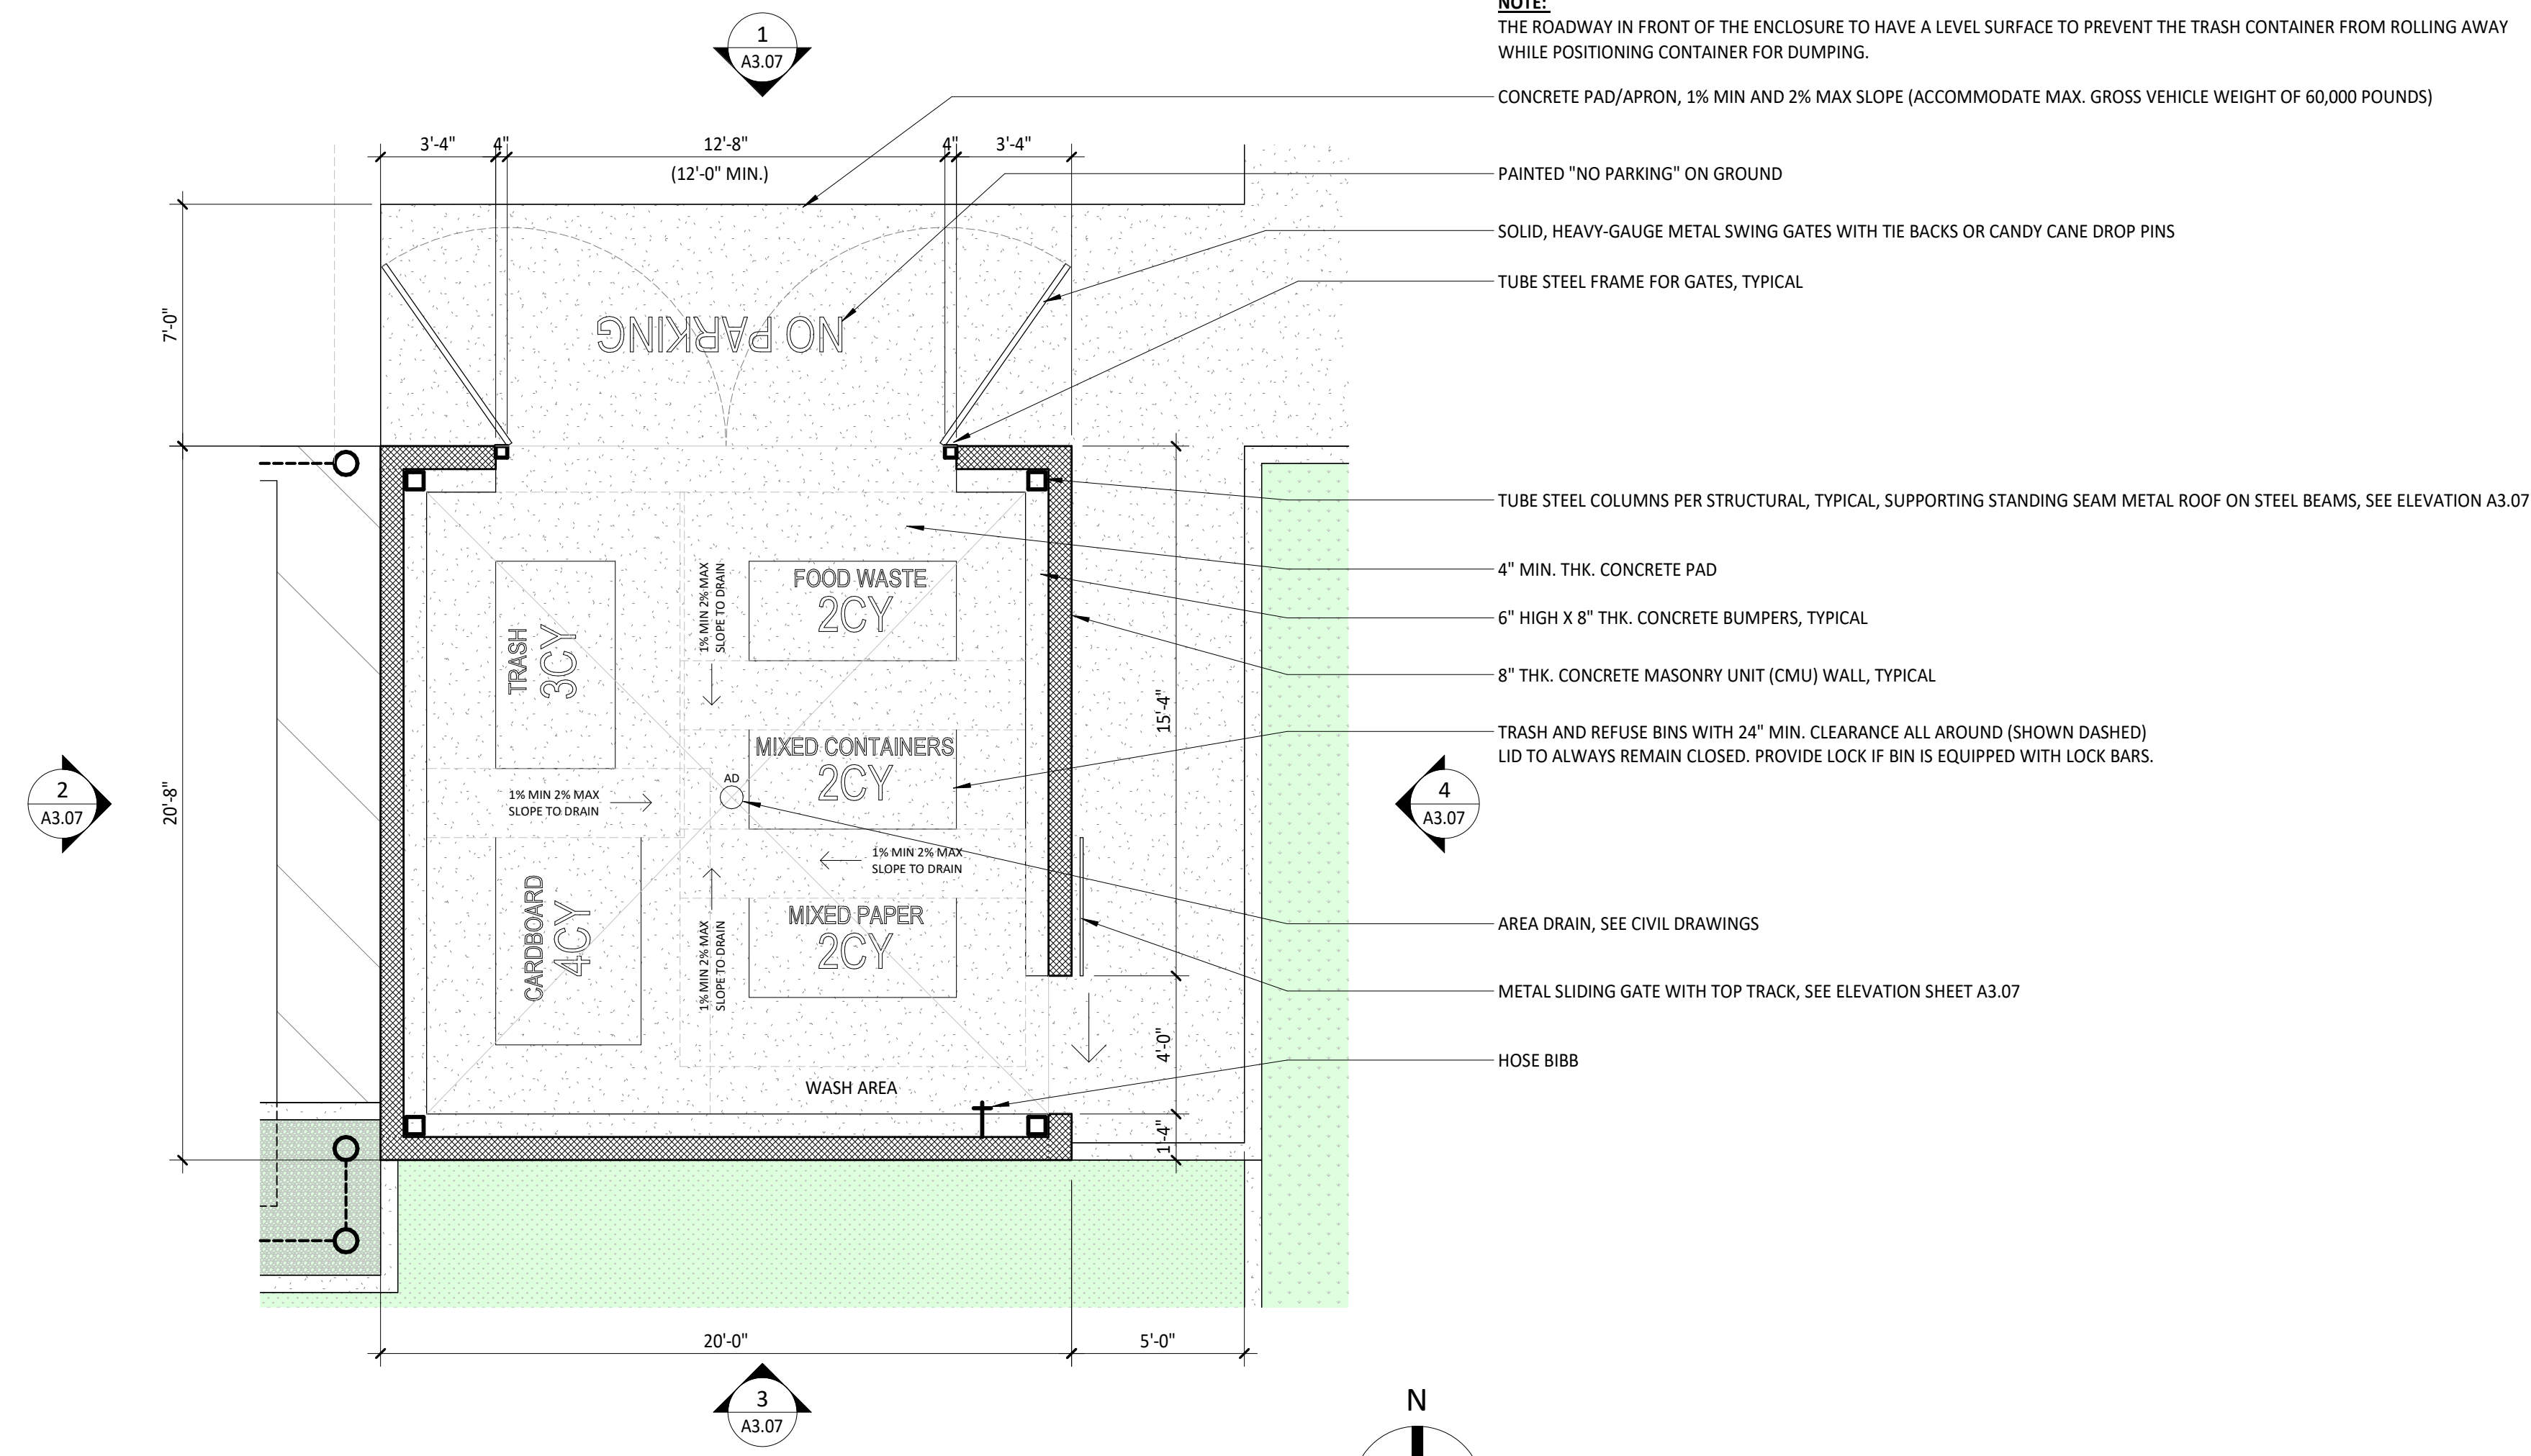 NOTE:
THE ROADWAY IN FRONT OF THE ENCLOSURE TO HAVE A LEVEL SURFACE TO PREVENT THE TRASH CONTAINER FROM ROLLING AWAY
WHILE POSITIONING CONTAINER FOR DUMPING.
1
A3.07
CONCRETE PAD/APRON, 1% MIN AND 2% MAX SLOPE (ACCOMMODATE MAX. GROSS VEHICLE WEIGHT OF 60,000 POUNDS)
3'-4"
4"
12'-8"
4"
3'-4"
(12'-0" MIN.)
PAINTED "NO PARKING" ON GROUND
SOLID, HEAVY-GAUGE METAL SWING GATES WITH TIE BACKS OR CANDY CANE DROP PINS
TUBE STEEL FRAME FOR GATES, TYPICAL
7'-0"
NO PARKING
TUBE STEEL COLUMNS PER STRUCTURAL, TYPICAL, SUPPORTING STANDING SEAM METAL ROOF ON STEEL BEAMS, SEE ELEVATION A3.07
4" MIN. THK. CONCRETE PAD
6" HIGH X 8" THK. CONCRETE BUMPERS, TYPICAL
8" THK. CONCRETE MASONRY UNIT (CMU) WALL, TYPICAL
TRASH AND REFUSE BINS WITH 24" MIN. CLEARANCE ALL AROUND (SHOWN DASHED)
LID TO ALWAYS REMAIN CLOSED. PROVIDE LOCK IF BIN IS EQUIPPED WITH LOCK BARS.
TRASH
3CY
1% MIN 2% MAX
SLOPE TO DRAIN
FOOD WASTE
2CY
MIXED CONTAINERS
2CY
AD
1% MIN 2% MAX
SLOPE TO DRAIN
1% MIN 2% MAX
SLOPE TO DRAIN
CARDBOARD
4CY
1% MIN 2% MAX
SLOPE TO DRAIN
MIXED PAPER
2CY
WASH AREA
15'-4"
4'-0"
1'-4"
20'-8"
2
A3.07
4
A3.07
AREA DRAIN, SEE CIVIL DRAWINGS
METAL SLIDING GATE WITH TOP TRACK, SEE ELEVATION SHEET A3.07
HOSE BIBB
20'-0"
5'-0"
3
A3.07
N